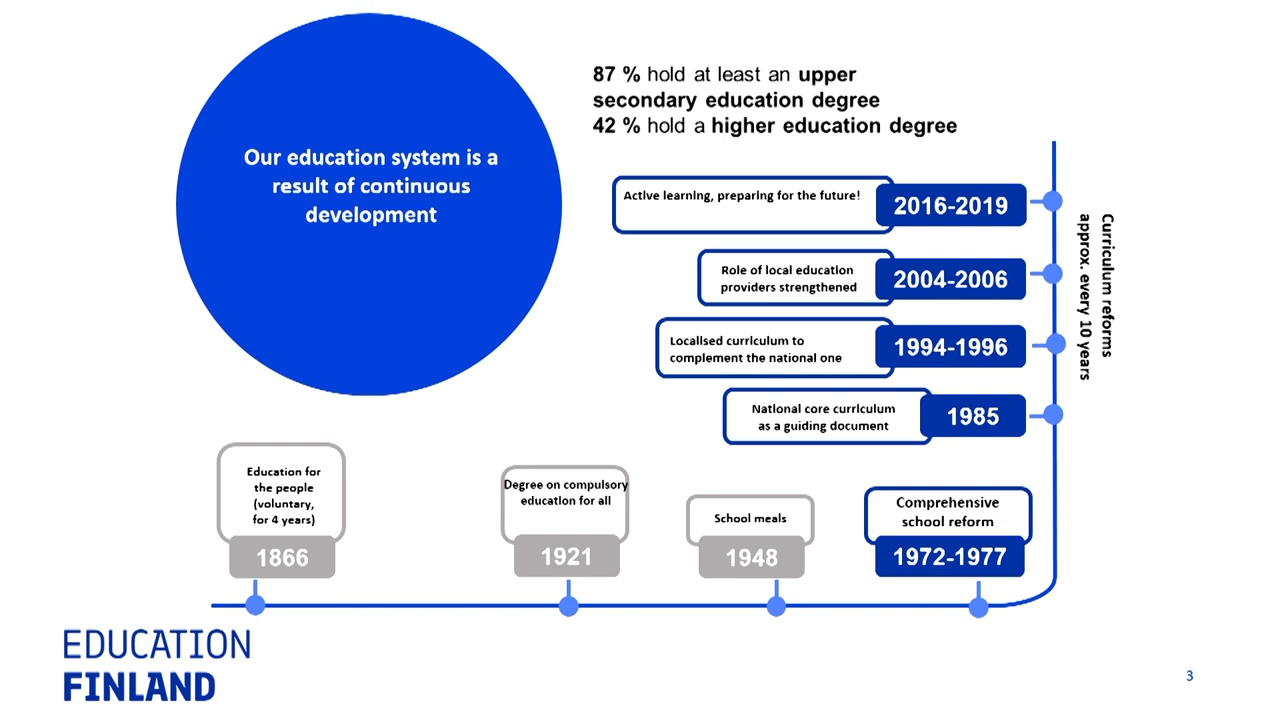 Our education system is a
result of continuous
development
87 % hold at least an upper
secondary education degree
42 % hold a higher education degree
Active learning, preparing for the future!
2016-2019
Role of local education
providers strengthened
2004-2006
Localised curriculum to
complement the national one
1994-1996
National core curriculum
as a guiding document
1985
Curriculum reforms
approx. every 10 years
Education for
the people
(voluntary,
for 4 years)
1866
Degree on compulsory
education for all
1921
School meals
1948
Comprehensive
school reform
1972-1977
EDUCATION
FINLAND
3